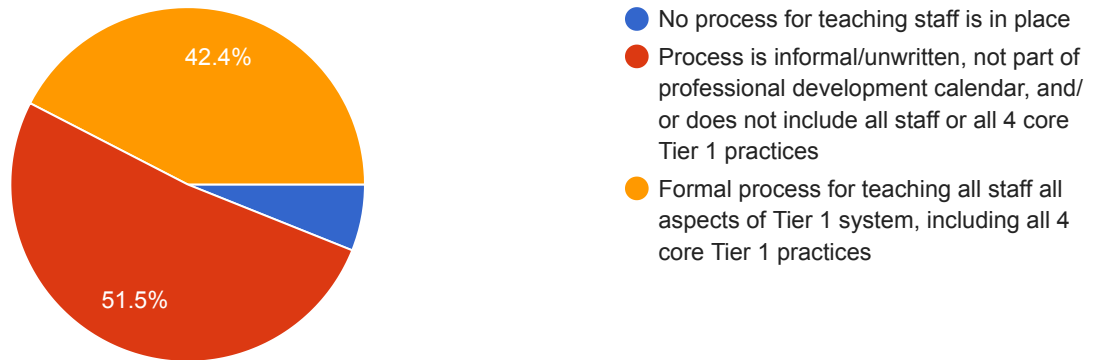 42.4%
51.5%
No process for teaching staff is in place
Process is informal/unwritten, not part of
professional development calendar, and/
or does not include all staff or all 4 core
Tier 1 practices
Formal process for teaching all staff all
aspects of Tier 1 system, including all 4
core Tier 1 practices